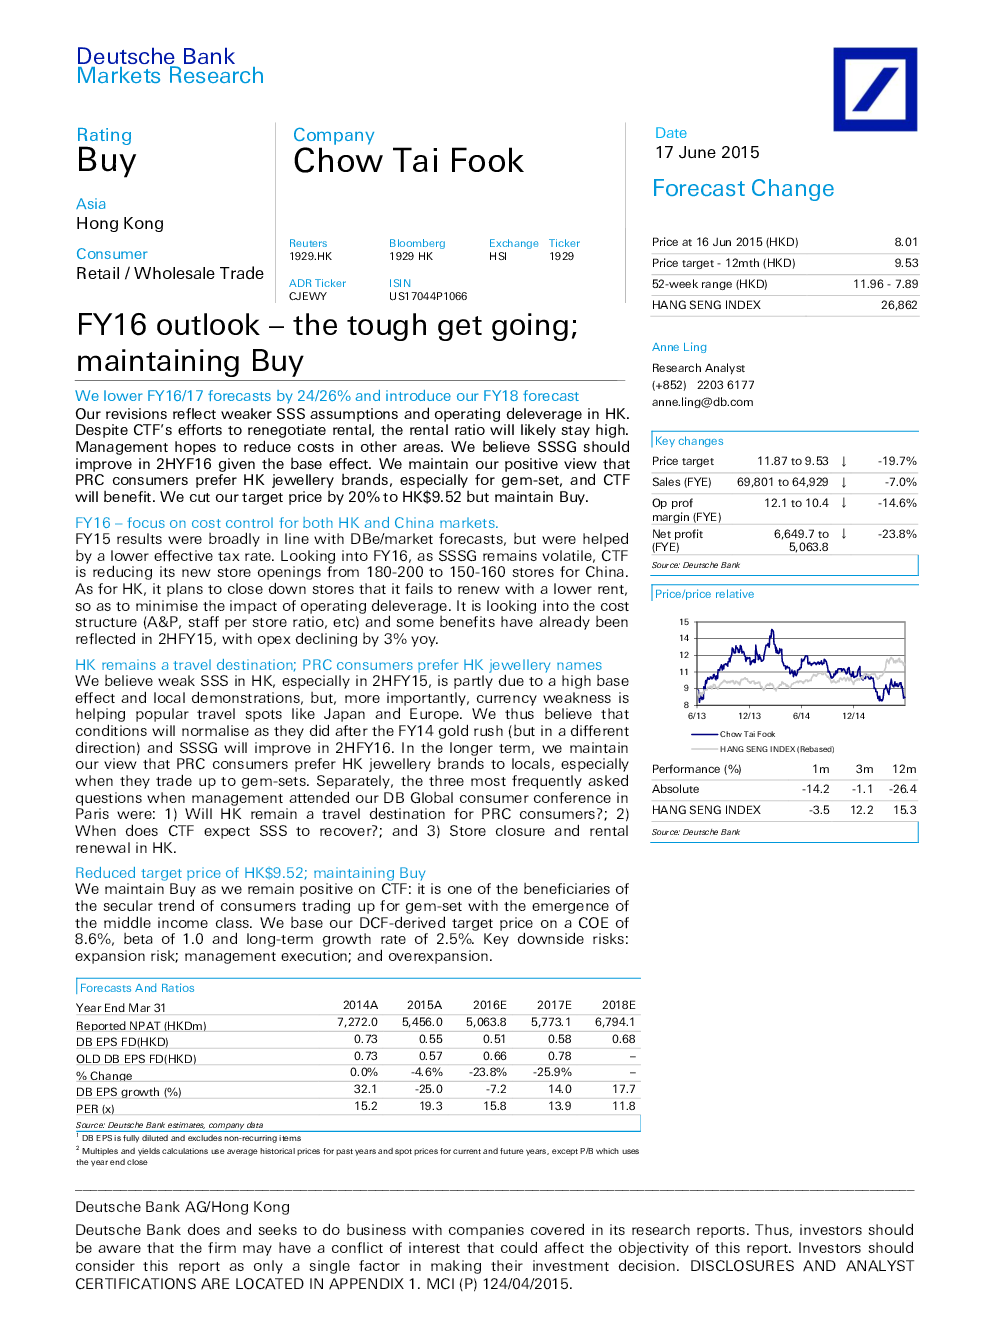 Deutsche Bank
Markets Research
Rating
Buy
Asia
Hong Kong
Consumer
Retail / Wholesale Trade
Company
Chow Tai Fook
Reuters Bloomberg Exchange Ticker
1929.HK 1929 HK HSI 1929
ADR Ticker ISIN
CJEWY US17044P1066
Date
17 June 2015
Forecast Change
Price at 16 Jun 2015 (HKD) 8.01
Price target - 12mth (HKD) 9.53
52-week range (HKD) 11.96 - 7.89
HANG SENG INDEX 26,862
FY16 outlook – the tough get going;
maintaining Buy
We lower FY16/17 forecasts by 24/26% and introduce our FY18 forecast
Our revisions reflect weaker SSS assumptions and operating deleverage in HK.
Despite CTF's efforts to renegotiate rental, the rental ratio will likely stay high.
Management hopes to reduce costs in other areas. We believe SSSG should
improve in 2HYF16 given the base effect. We maintain our positive view that
PRC consumers prefer HK jewellery brands, especially for gem-set, and CTF
will benefit. We cut our target price by 20% to HK$9.52 but maintain Buy.
FY16 – focus on cost control for both HK and China markets.
FY15 results were broadly in line with DBe/market forecasts, but were helped
by a lower effective tax rate. Looking into FY16, as SSSG remains volatile, CTF
is reducing its new store openings from 180-200 to 150-160 stores for China.
As for HK, it plans to close down stores that it fails to renew with a lower rent,
so as to minimise the impact of operating deleverage. It is looking into the cost
structure (A&P, staff per store ratio, etc) and some benefits have already been
reflected in 2HFY15, with opex declining by 3% yoy.
HK remains a travel destination; PRC consumers prefer HK jewellery names
We believe weak SSS in HK, especially in 2HFY15, is partly due to a high base
effect and local demonstrations, but, more importantly, currency weakness is
helping popular travel spots like Japan and Europe. We thus believe that
conditions will normalise as they did after the FY14 gold rush (but in a different
direction) and SSSG will improve in 2HFY16. In the longer term, we maintain
our view that PRC consumers prefer HK jewellery brands to locals, especially
when they trade up to gem-sets. Separately, the three most frequently asked
questions when management attended our DB Global consumer conference in
Paris were: 1) Will HK remain a travel destination for PRC consumers?; 2)
When does CTF expect SSS to recover?; and 3) Store closure and rental
renewal in HK.
Reduced target price of HK$9.52; maintaining Buy
We maintain Buy as we remain positive on CTF: it is one of the beneficiaries of
the secular trend of consumers trading up for gem-set with the emergence of
the middle income class. We base our DCF-derived target price on a COE of
8.6%, beta of 1.0 and long-term growth rate of 2.5%. Key downside risks:
expansion risk; management execution; and overexpansion.
Anne Ling
Research Analyst
(+852) 2203 6177
anne.ling@db.com
Key changes
Price target 11.87 to 9.53 ↓ -19.7%
Sales (FYE) 69,801 to 64,929 ↓ -7.0%
Op prof 12.1 to 10.4 ↓ -14.6%
margin (FYE)
Net profit 6,649.7 to ↓ -23.8%
(FYE) 5,063.8
Source: Deutsche Bank
Price/price relative
15
14
12
11
9
8
6/13 12/13 6/14 12/14
Chow Tai Fook
HANG SENG INDEX (Rebased)
Performance (%) 1m 3m 12m
Absolute -14.2 -1.1 -26.4
HANG SENG INDEX -3.5 12.2 15.3
Source: Deutsche Bank
Forecasts And Ratios
Year End Mar 31 2014A 2015A 2016E 2017E 2018E
Reported NPAT (HKDm) 7,272.0 5,456.0 5,063.8 5,773.1 6,794.1
DB EPS FD(HKD) 0.73 0.55 0.51 0.58 0.68
OLD DB EPS FD(HKD) 0.73 0.57 0.66 0.78 –
% Change 0.0% -4.6% -23.8% -25.9% –
DB EPS growth (%) 32.1 -25.0 -7.2 14.0 17.7
PER (x) 15.2 19.3 15.8 13.9 11.8
Source: Deutsche Bank estimates, company data
1 DB EPS is fully diluted and excludes non-recurring items
2 Multiples and yields calculations use average historical prices for past years and spot prices for current and future years, except P/B which uses
the year end close
Deutsche Bank AG/Hong Kong
Deutsche Bank does and seeks to do business with companies covered in its research reports. Thus, investors should
be aware that the firm may have a conflict of interest that could affect the objectivity of this report. Investors should
consider this report as only a single factor in making their investment decision. DISCLOSURES AND ANALYST
CERTIFICATIONS ARE LOCATED IN APPENDIX 1. MCI (P) 124/04/2015.